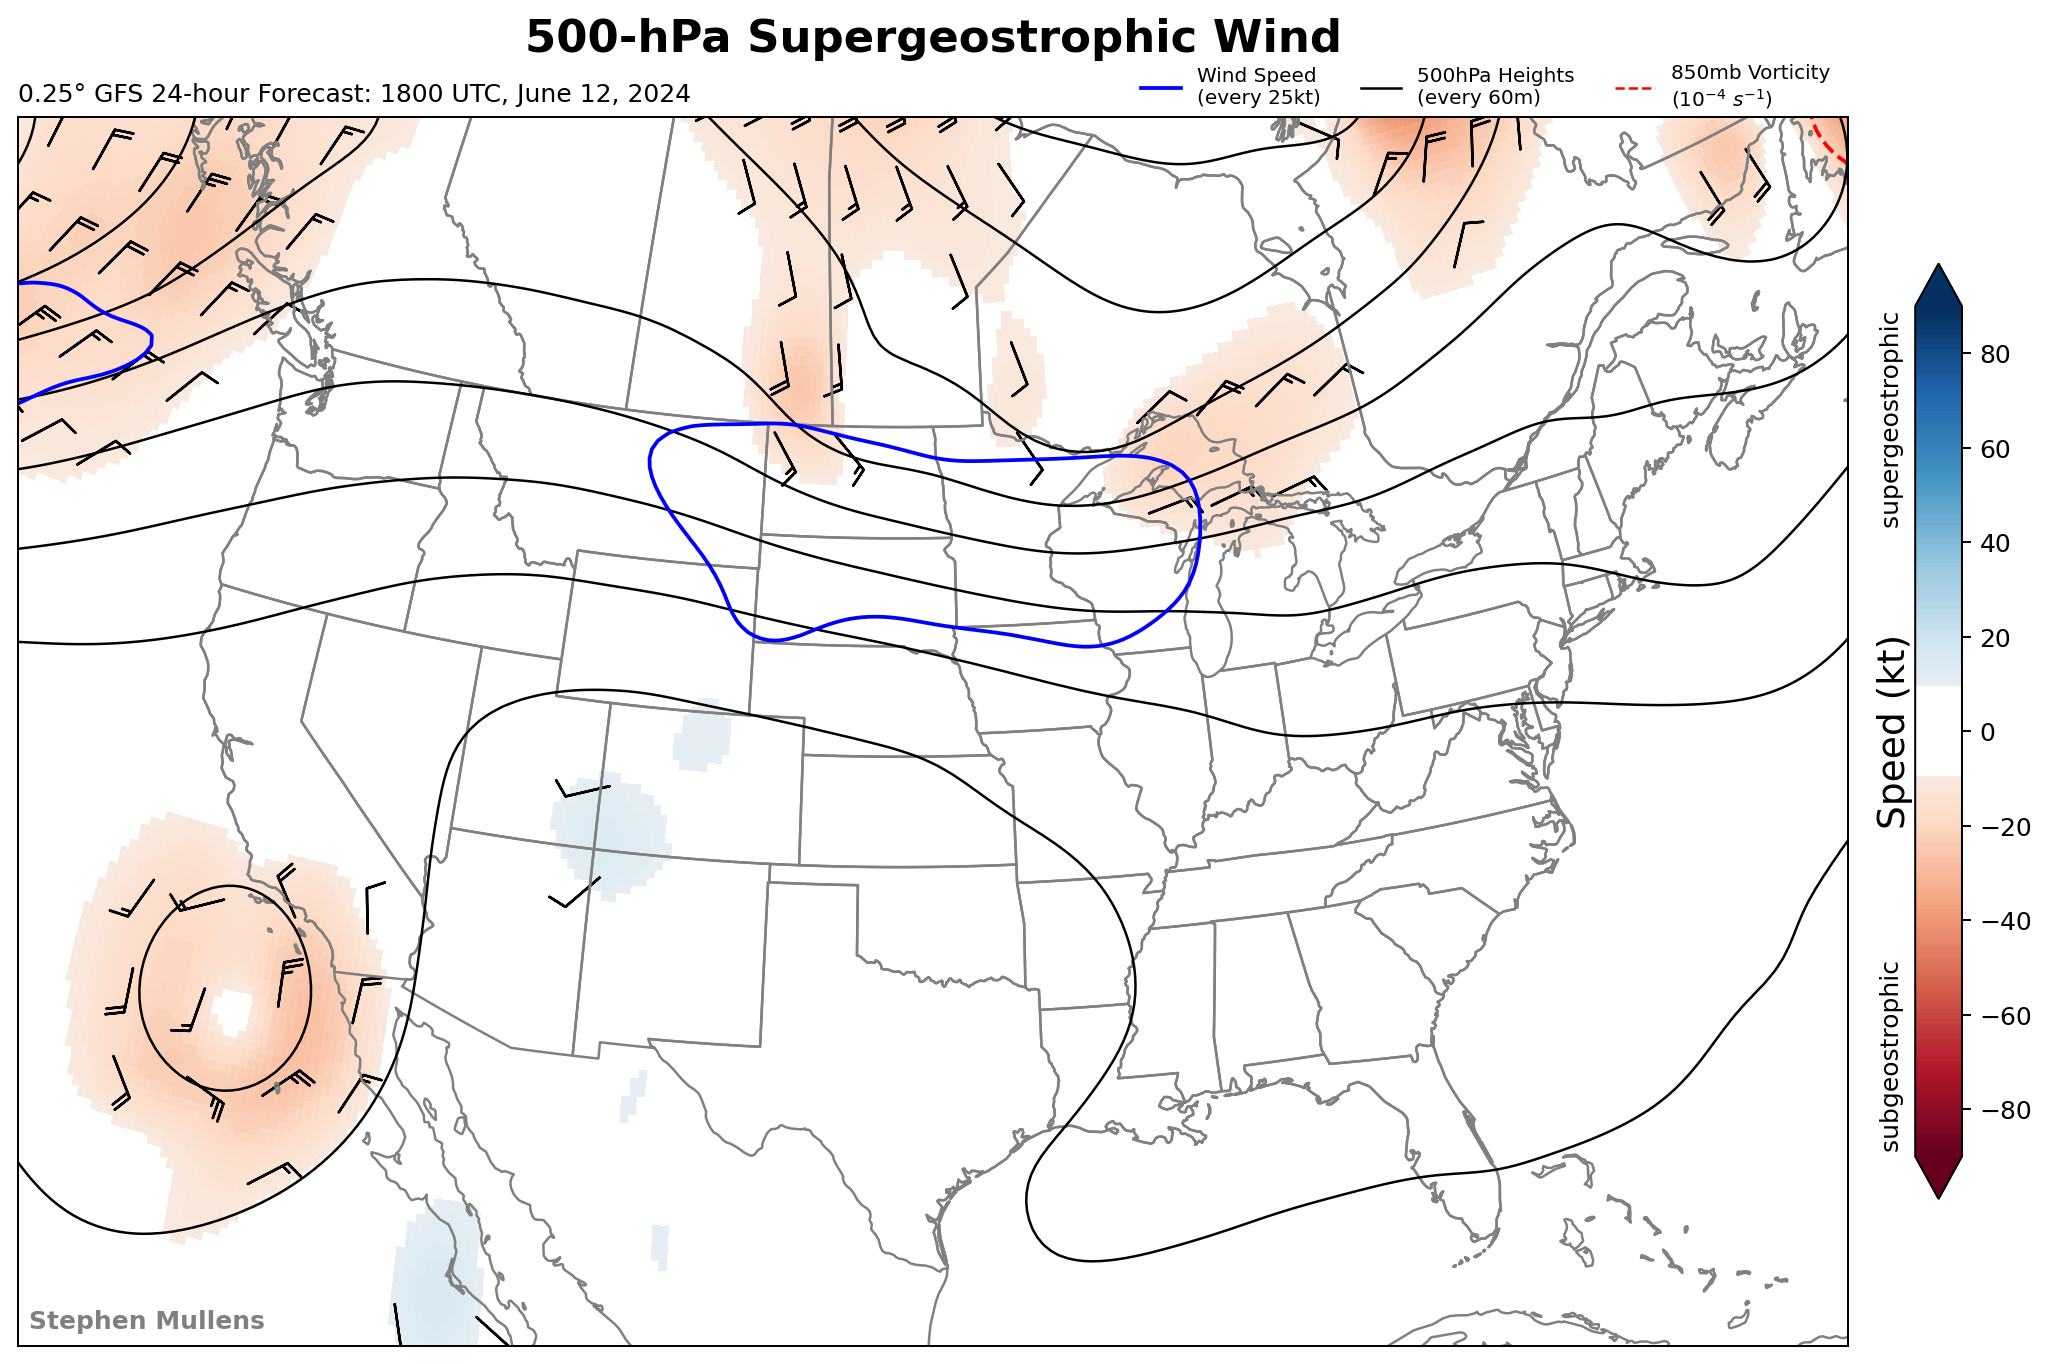 500-hPa Supergeostrophic Wind
0.25° GFS 24-hour Forecast: 1800 UTC, June 12, 2024
Wind Speed
(every 25kt)
500hPa Heights
(every 60m)
850mb Vorticity
(10⁻⁴ s⁻¹)
supergeostrophic
Speed (kt)
subgeostrophic
80
60
40
20
0
−20
−40
−60
−80
Stephen Mullens